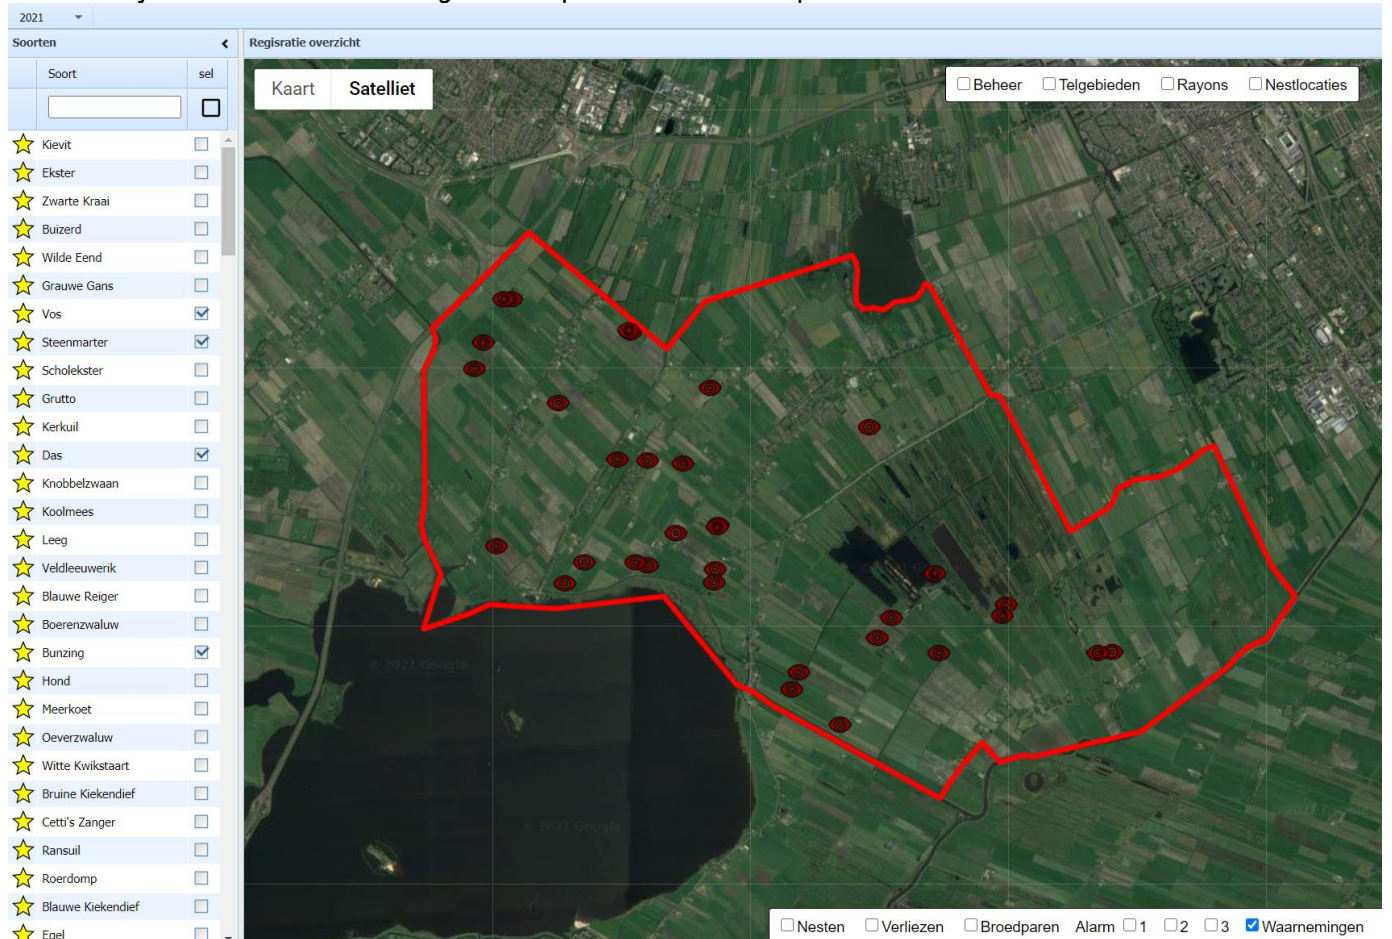 2021
Soorten
Regisratie overzicht
Soort sel
Kaart Satelliet
Beheer Telgebieden Rayons Nestlocaties
Kievit
Ekster
Zwarte Kraai
Buizerd
Wilde Eend
Grauwe Gans
Vos
Steenmarter
Scholekster
Grutto
Kerkuil
Das
Knobbelzwaan
Koolmees
Leeg
Veldleeuwerik
Blauwe Reiger
Boerenzwaluw
Bunzing
Hond
Meerkoet
Oeverzwaluw
Witte Kwikstaart
Bruine Kiekendief
Cetti's Zanger
Ransuil
Roerdomp
Blauwe Kiekendief
Egel
© 2021 Google
© 2021 Google
Nesten Verliezen Broedparen Alarm 1 2 3 Waarnemingen